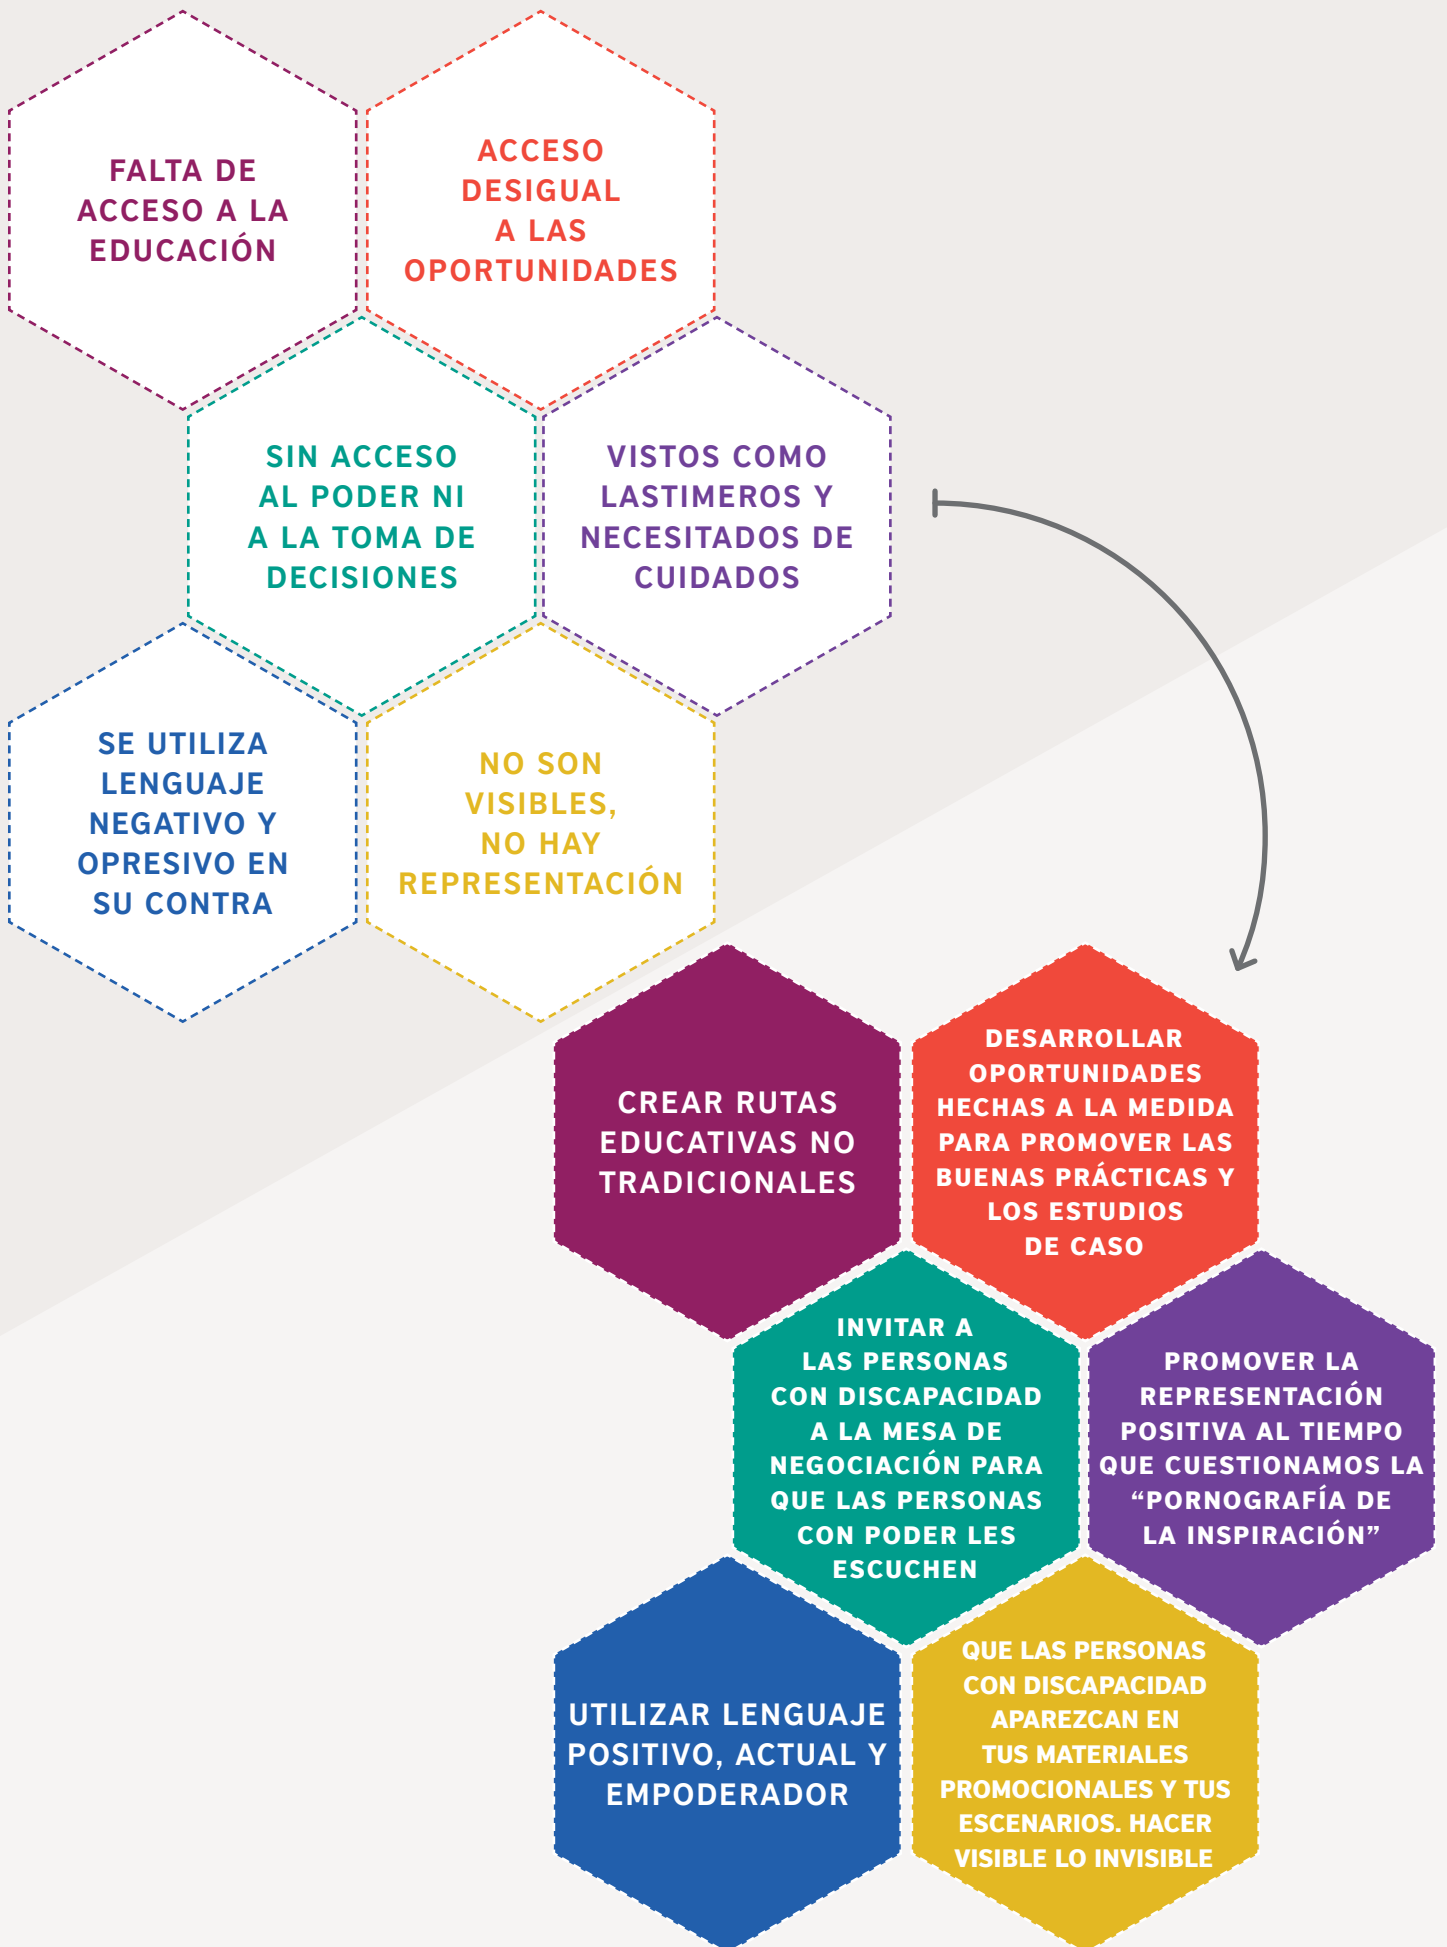 FALTA DE
ACCESO A LA
EDUCACIÓN
ACCESO
DESIGUAL
A LAS
OPORTUNIDADES
SIN ACCESO
AL PODER NI
A LA TOMA DE
DECISIONES
VISTOS COMO
LASTIMEROS Y
NECESITADOS DE
CUIDADOS
SE UTILIZA
LENGUAJE
NEGATIVO Y
OPRESIVO EN
SU CONTRA
NO SON
VISIBLES,
NO HAY
REPRESENTACIÓN
CREAR RUTAS
EDUCATIVAS NO
TRADICIONALES
DESARROLLAR
OPORTUNIDADES
HECHAS A LA MEDIDA
PARA PROMOVER LAS
BUENAS PRÁCTICAS Y
LOS ESTUDIOS
DE CASO
INVITAR A
LAS PERSONAS
CON DISCAPACIDAD
A LA MESA DE
NEGOCIACIÓN PARA
QUE LAS PERSONAS
CON PODER LES
ESCUCHEN
PROMOVER LA
REPRESENTACIÓN
POSITIVA AL TIEMPO
QUE CUESTIONAMOS LA
“PORNOGRAFÍA DE
LA INSPIRACIÓN”
UTILIZAR LENGUAJE
POSITIVO, ACTUAL Y
EMPODERADOR
QUE LAS PERSONAS
CON DISCAPACIDAD
APAREZCAN EN
TUS MATERIALES
PROMOCIONALES Y TUS
ESCENARIOS. HACER
VISIBLE LO INVISIBLE